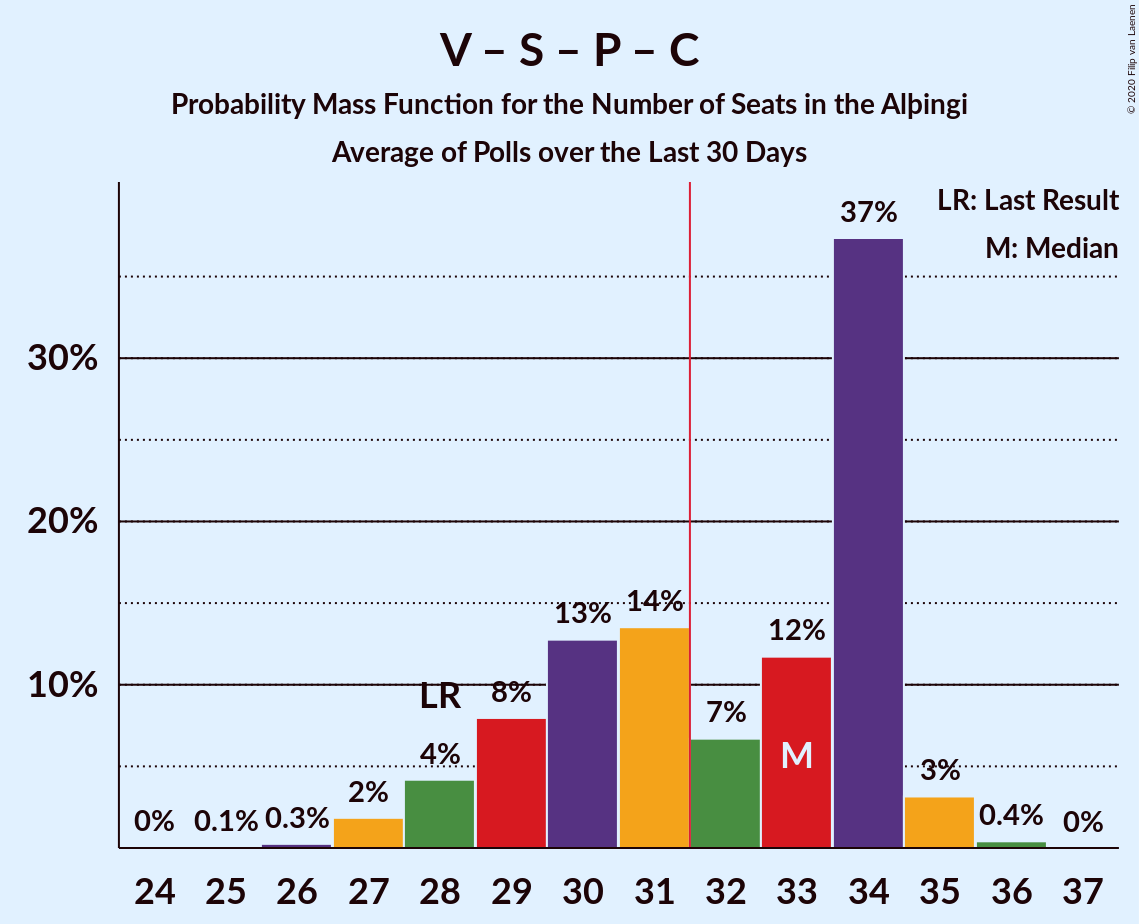 V – S – P – C
Probability Mass Function for the Number of Seats in the Alþingi
Average of Polls over the Last 30 Days
© 2020 Filip van Laenen
LR: Last Result
M: Median
30%
20%
10%
0%
0.1%
0.3%
2%
4%
LR
8%
13%
14%
7%
12%
M
37%
3%
0.4%
0%
24 25 26 27 28 29 30 31 32 33 34 35 36 37